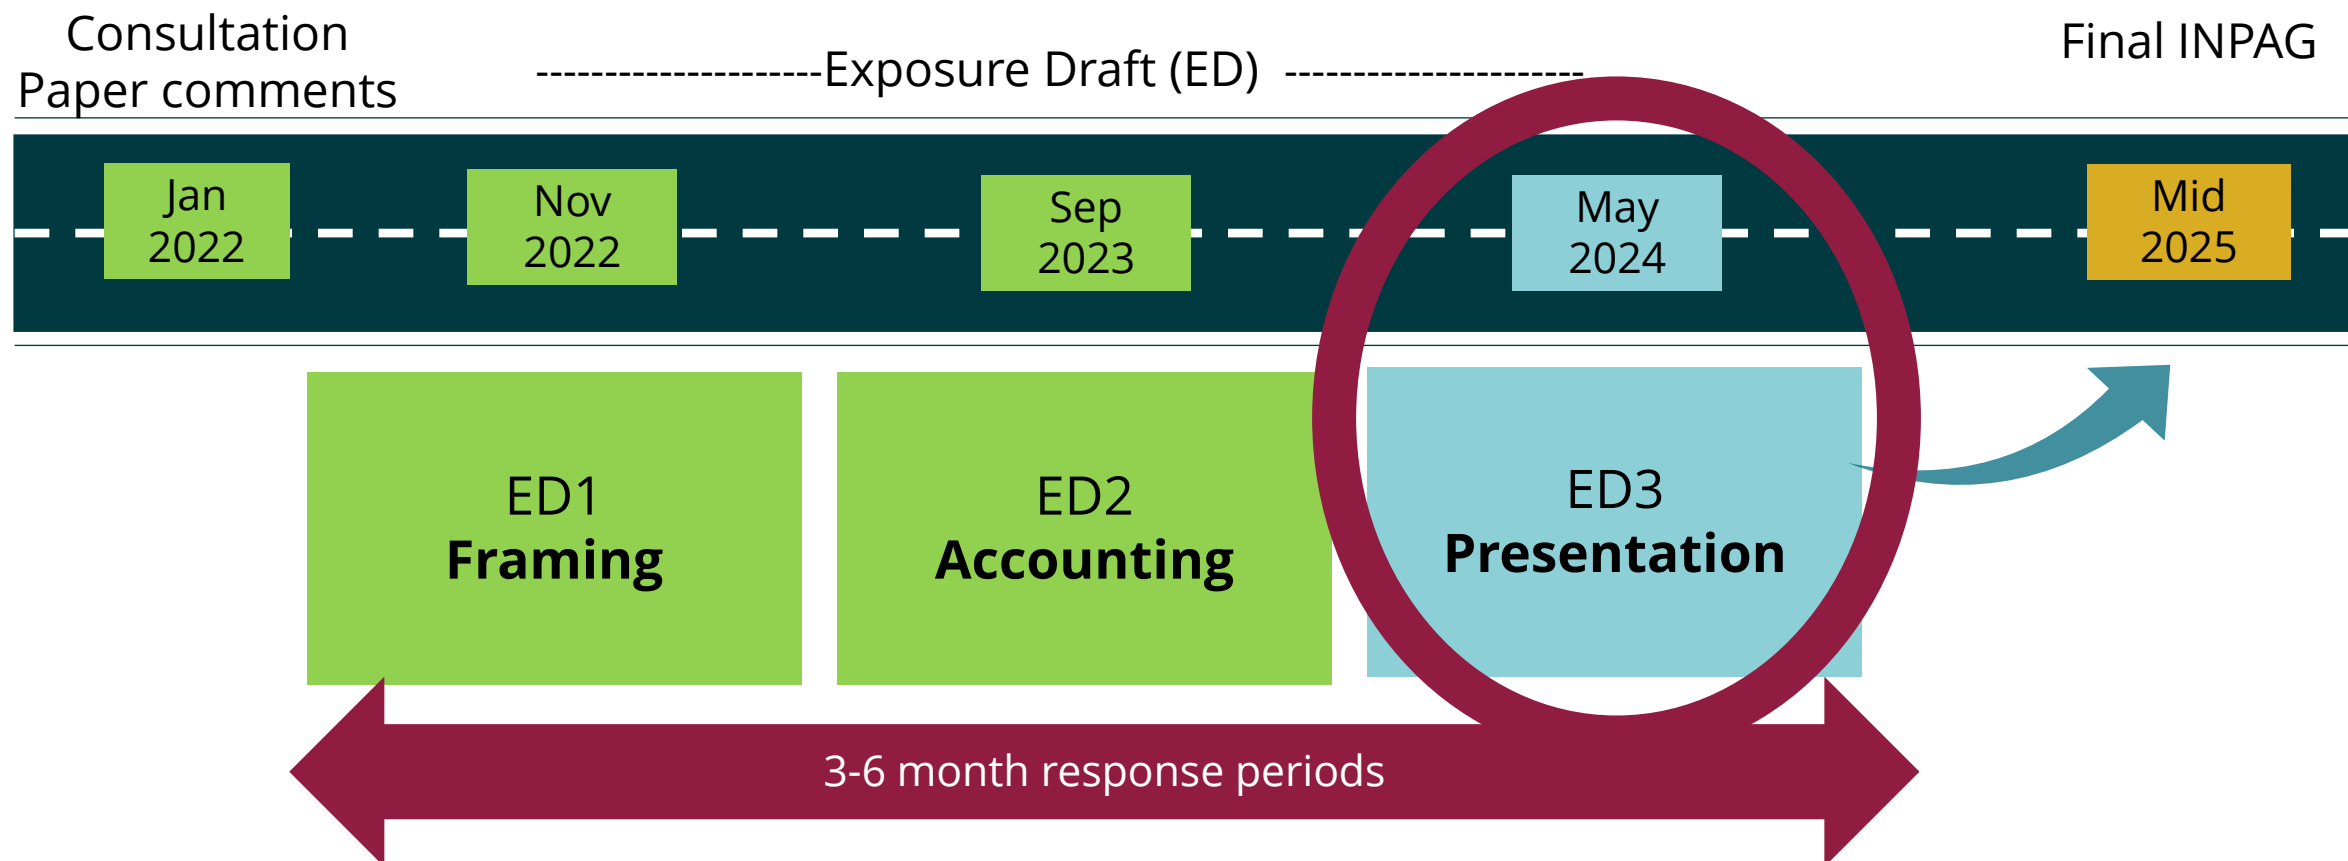 Consultation
Paper comments
---------------------Exposure Draft (ED) ----------------------
Final INPAG
Jan
2022
Nov
2022
Sep
2023
May
2024
Mid
2025
ED1
Framing
ED2
Accounting
ED3
Presentation
3-6 month response periods